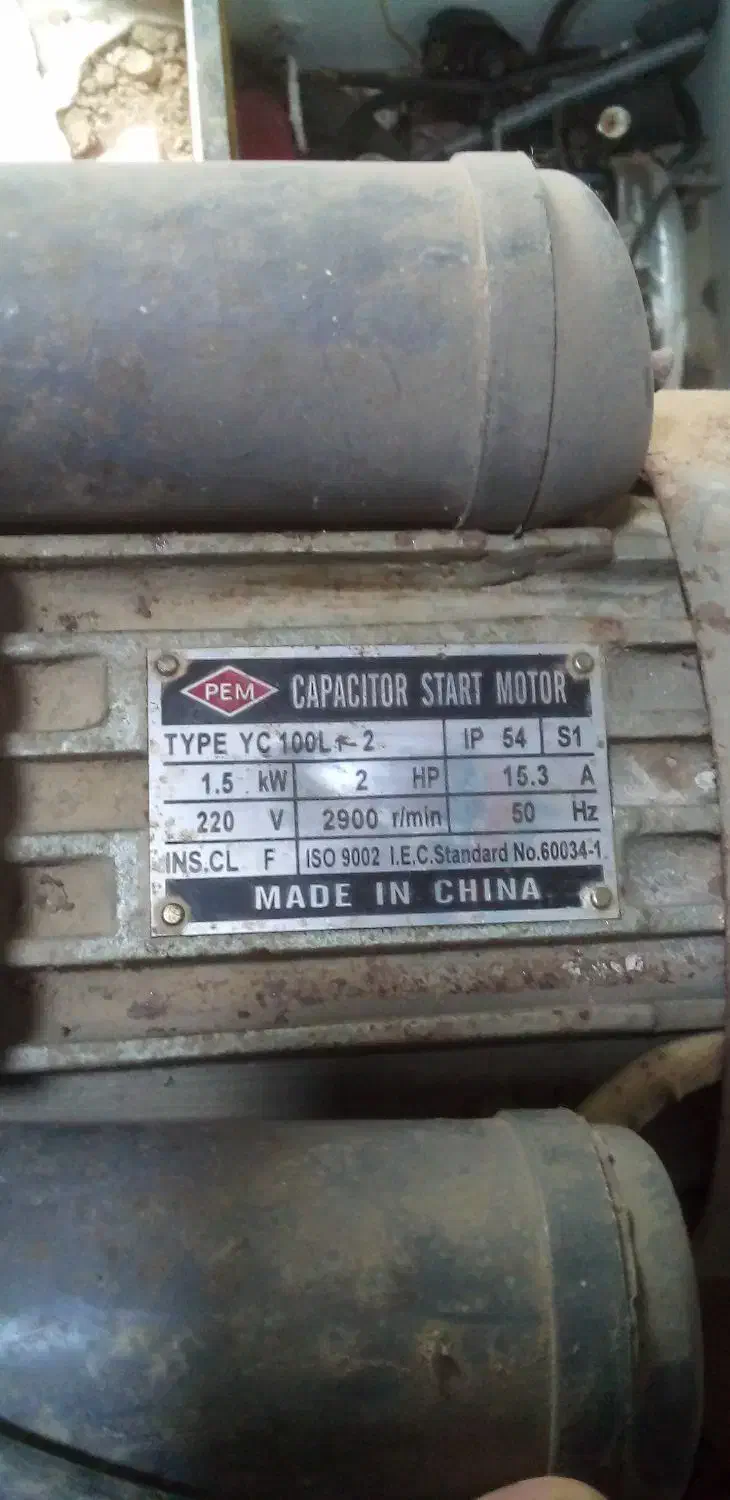 PEM CAPACITOR START MOTOR
TYPE YC 100L-2 IP 54 S1
1.5 kW 2 HP 15.3 A
220 V 2900 r/min 50 Hz
INS.CL F ISO 9002 I.E.C.Standard No.60034-1
MADE IN CHINA